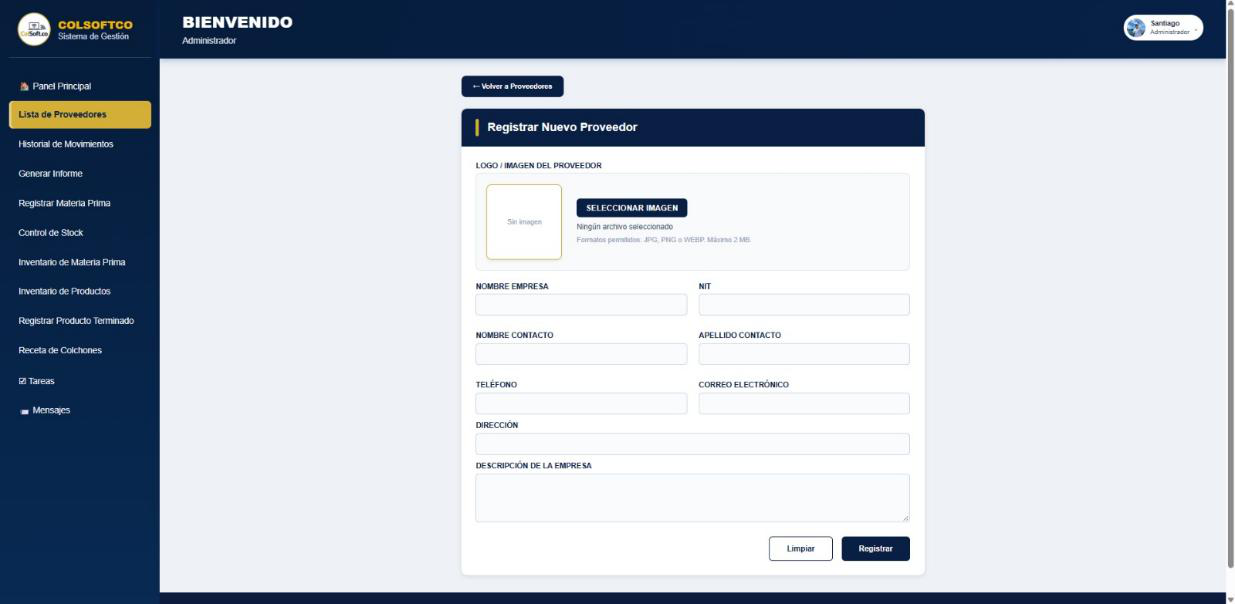 ColSoft.co
COLSOFTCO
Sistema de Gestión
BIENVENIDO
Administrador
Santiago
Administrador
Panel Principal
Lista de Proveedores
Historial de Movimientos
Generar Informe
Registrar Materia Prima
Control de Stock
Inventario de Materia Prima
Inventario de Productos
Registrar Producto Terminado
Receta de Colchones
Tareas
Mensajes
← Volver a Proveedores
Registrar Nuevo Proveedor
LOGO / IMAGEN DEL PROVEEDOR
Sin imagen
SELECCIONAR IMAGEN
Ningún archivo seleccionado
Formatos permitidos: JPG, PNG o WEBP. Máximo 2 MB.
NOMBRE EMPRESA
NIT
NOMBRE CONTACTO
APELLIDO CONTACTO
TELÉFONO
CORREO ELECTRÓNICO
DIRECCIÓN
DESCRIPCIÓN DE LA EMPRESA
Limpiar
Registrar